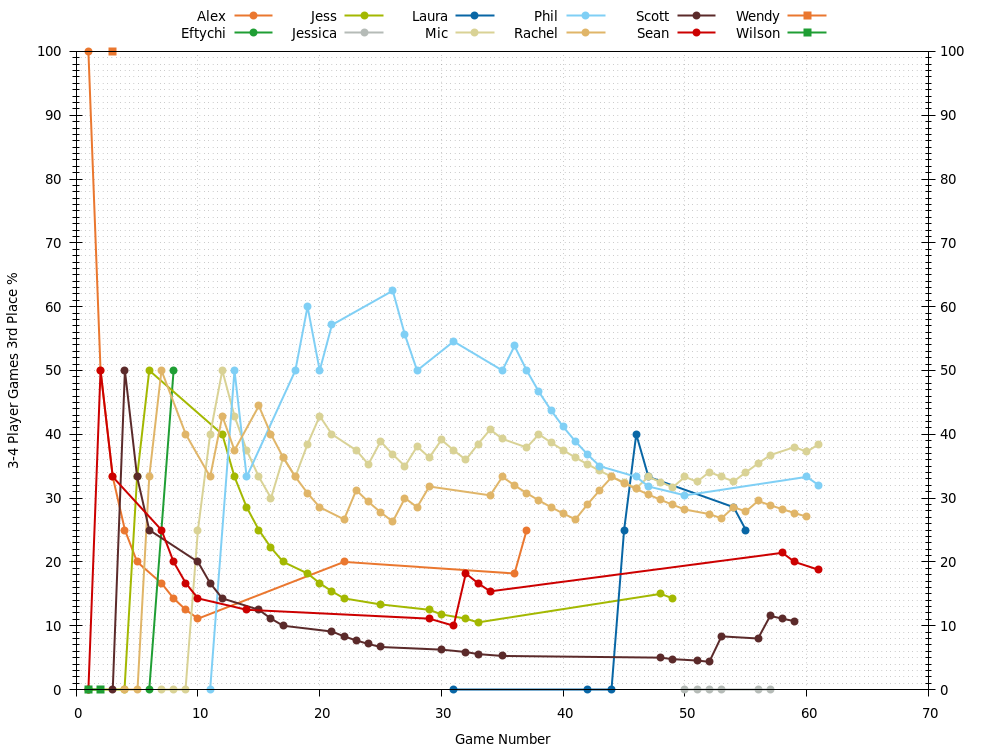 Alex Jess Laura Phil Scott Wendy
Eftychi Jessica Mic Rachel Sean Wilson
100 100
90 90
80 80
70 70
60 60
50 50
40 40
30 30
20 20
10 10
0 0
3-4 Player Games 3rd Place %
0 10 20 30 40 50 60 70
Game Number